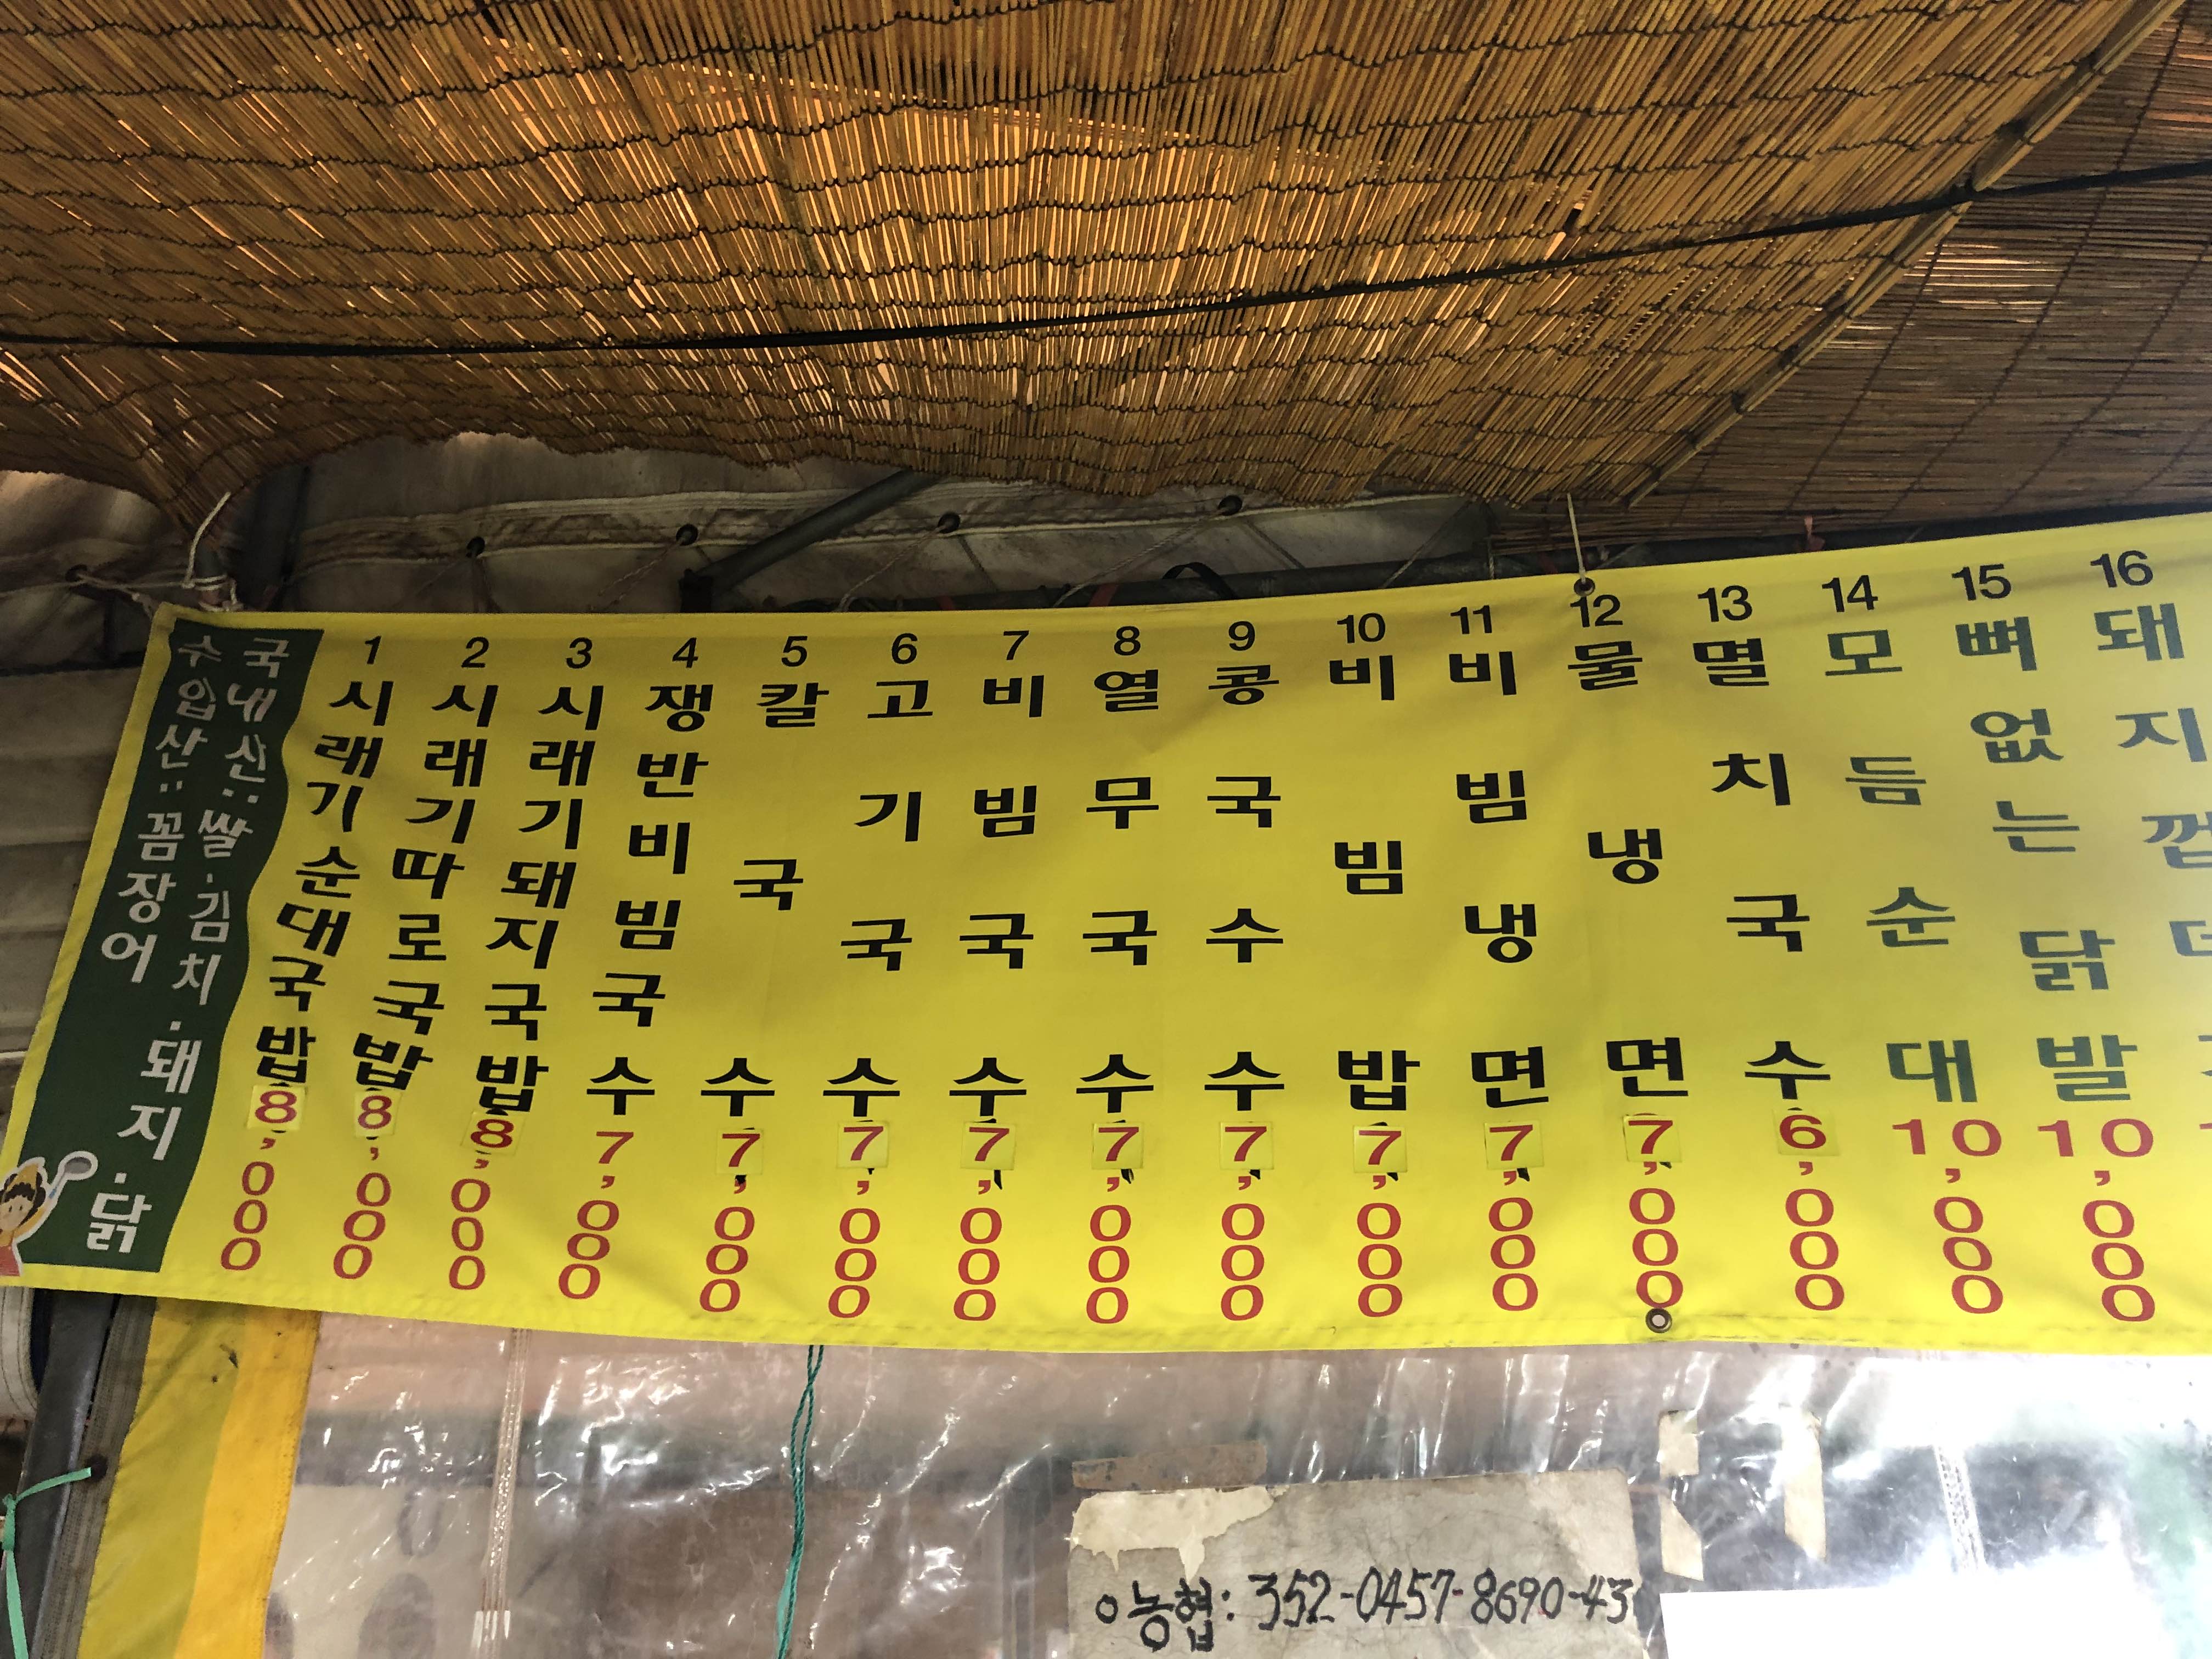 국내산: 쌀.김치.돼지.닭
수입산: 꼼장어
1 시래기순대국밥 8,000
2 시래기따로국밥 8,000
3 시래기돼지국밥 8,000
4 쟁반비빔국수 7,000
5 칼국수 7,000
6 고기국수 7,000
7 비빔국수 7,000
8 열무국수 7,000
9 콩국수 7,000
10 비빔밥 7,000
11 비빔냉면 7,000
12 물냉면 7,000
13 멸치국수 6,000
14 모듬순대 10,000
15 뼈없는닭발 10,000
16 돼지껍
○농협: 352-0457-8690-43